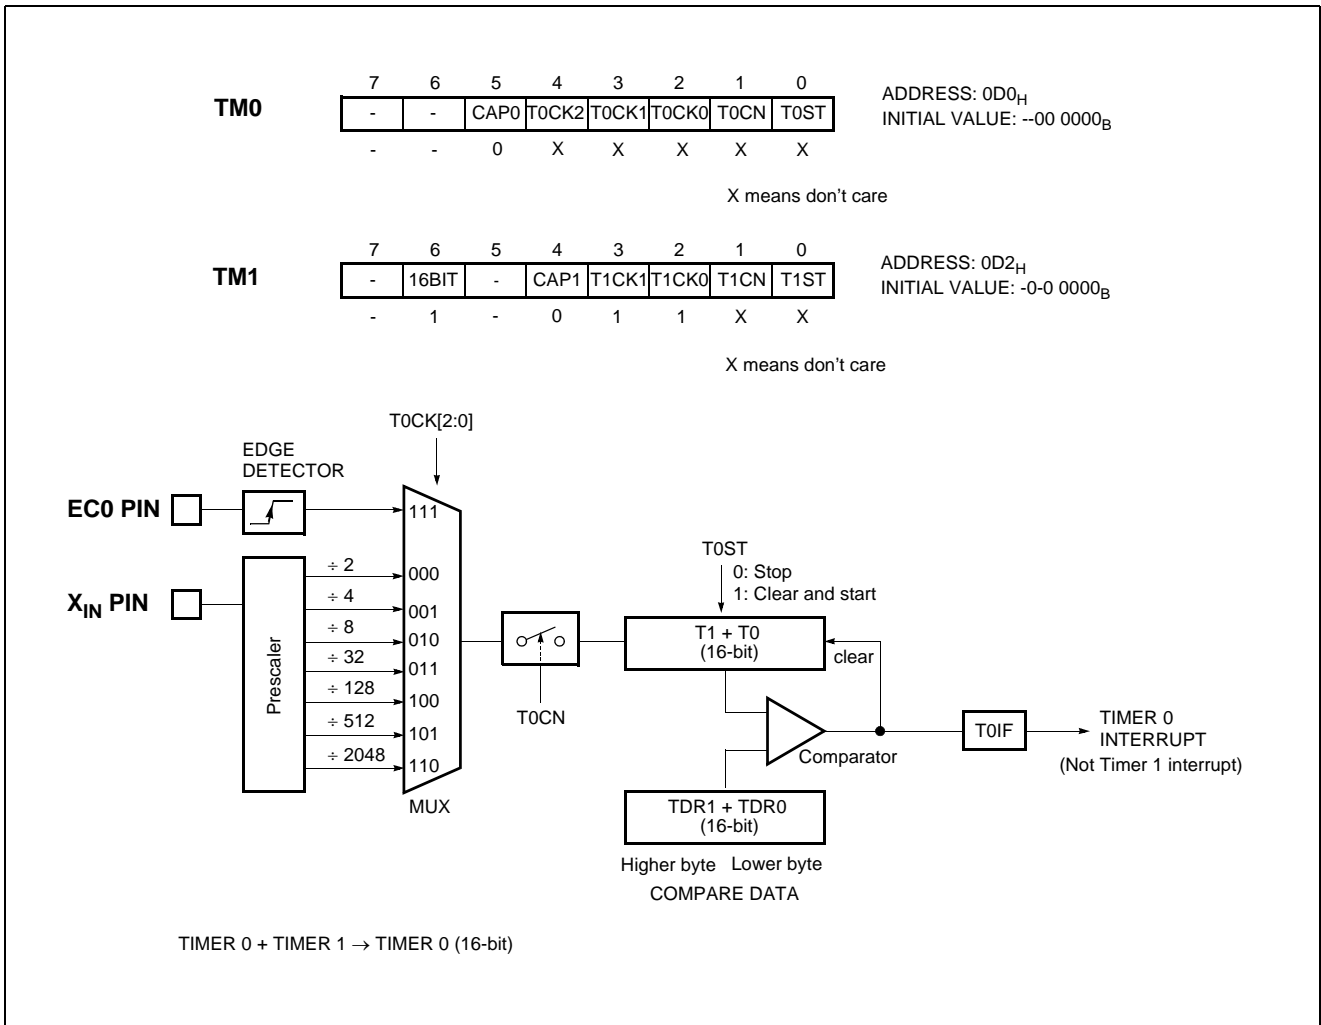 7 6 5 4 3 2 1 0
TM0 - - CAP0 T0CK2 T0CK1 T0CK0 T0CN T0ST
- - 0 X X X X X
ADDRESS: 0D0H
INITIAL VALUE: --00 0000B
X means don't care
7 6 5 4 3 2 1 0
TM1 - 16BIT - CAP1 T1CK1 T1CK0 T1CN T1ST
- 1 - 0 1 1 X X
ADDRESS: 0D2H
INITIAL VALUE: -0-0 0000B
X means don't care
T0CK[2:0]
EDGE
DETECTOR
EC0 PIN
111
XIN PIN
Prescaler
÷ 2 000
÷ 4 001
÷ 8 010
÷ 32 011
÷ 128 100
÷ 512 101
÷ 2048 110
MUX
T0CN
T0ST
0: Stop
1: Clear and start
T1 + T0
(16-bit)
clear
Comparator
T0IF
TIMER 0
INTERRUPT
(Not Timer 1 interrupt)
TDR1 + TDR0
(16-bit)
Higher byte Lower byte
COMPARE DATA
TIMER 0 + TIMER 1 → TIMER 0 (16-bit)